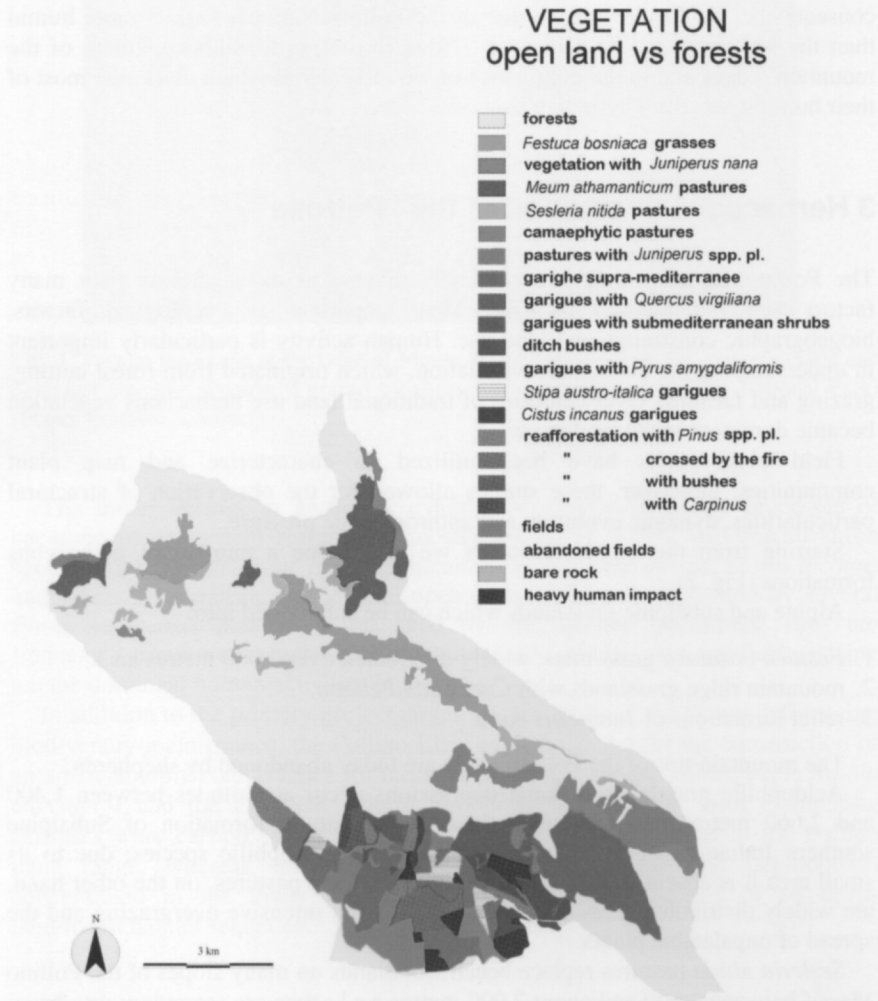 VEGETATION
open land vs forests
forests
Festuca bosniaca grasses
vegetation with Juniperus nana
Meum athamanticum pastures
Sesleria nitida pastures
camaephytic pastures
pastures with Juniperus spp. pl.
garighe supra-mediterranee
garigues with Quercus virgiliana
garigues with submediterranean shrubs
ditch bushes
garigues with Pyrus amygdaliformis
Stipa austro-italica garigues
Cistus incanus garigues
reafforestation with Pinus spp. pl.
" crossed by the fire
" with bushes
" with Carpinus
fields
abandoned fields
bare rock
heavy human impact
N
3 km